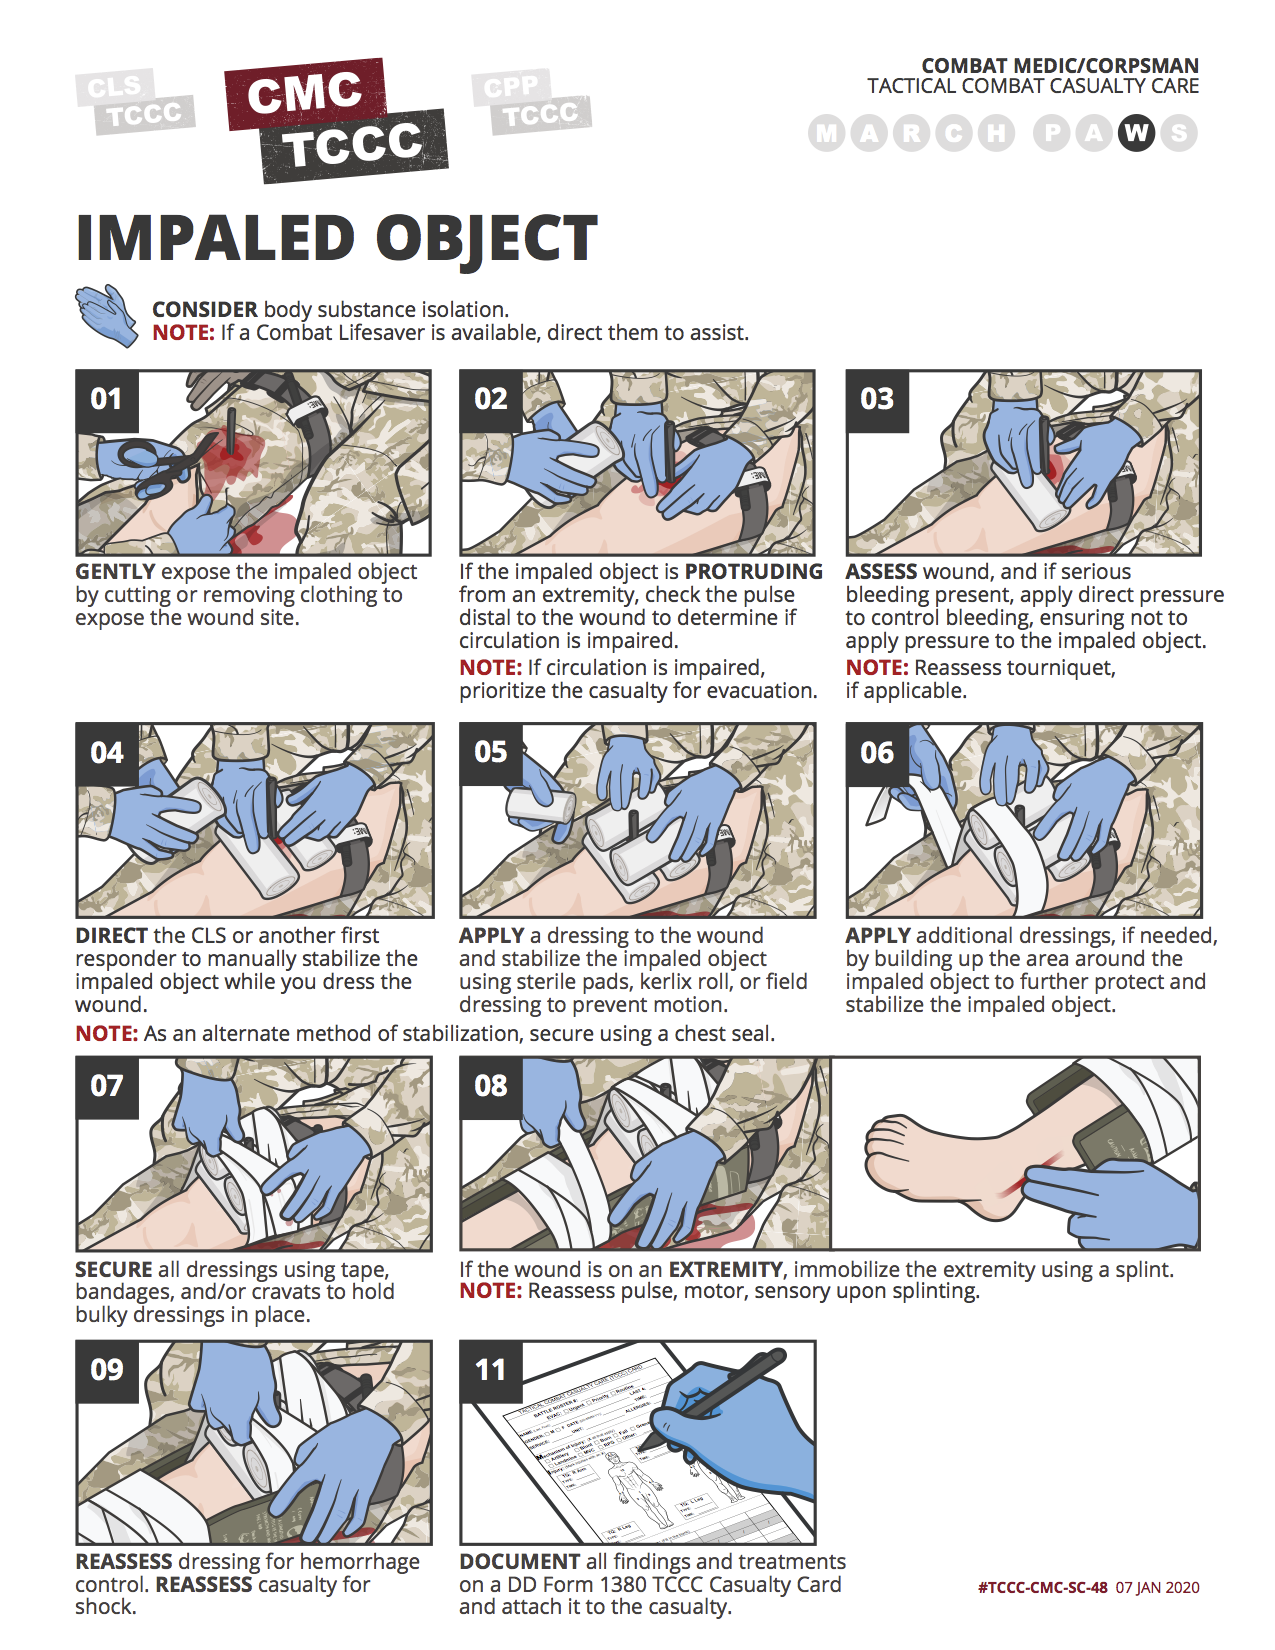 CLS
TCCC
CMC
TCCC
CPP
TCCC
COMBAT MEDIC/CORPSMAN
TACTICAL COMBAT CASUALTY CARE
M A R C H P A W S
IMPALED OBJECT
CONSIDER body substance isolation.
NOTE: If a Combat Lifesaver is available, direct them to assist.
01
GENTLY expose the impaled object
by cutting or removing clothing to
expose the wound site.
02
If the impaled object is PROTRUDING
from an extremity, check the pulse
distal to the wound to determine if
circulation is impaired.
NOTE: If circulation is impaired,
prioritize the casualty for evacuation.
03
ASSESS wound, and if serious
bleeding present, apply direct pressure
to control bleeding, ensuring not to
apply pressure to the impaled object.
NOTE: Reassess tourniquet,
if applicable.
04
DIRECT the CLS or another first
responder to manually stabilize the
impaled object while you dress the
wound.
NOTE: As an alternate method of stabilization, secure using a chest seal.
05
APPLY a dressing to the wound
and stabilize the impaled object
using sterile pads, kerlix roll, or field
dressing to prevent motion.
06
APPLY additional dressings, if needed,
by building up the area around the
impaled object to further protect and
stabilize the impaled object.
07
SECURE all dressings using tape,
bandages, and/or cravats to hold
bulky dressings in place.
08
If the wound is on an EXTREMITY, immobilize the extremity using a splint.
NOTE: Reassess pulse, motor, sensory upon splinting.
09
REASSESS dressing for hemorrhage
control. REASSESS casualty for
shock.
11
TACTICAL COMBAT CASUALTY CARE (TCCC) CARD
BATTLE ROSTER #:
EVAC: Urgent Priority Routine
DOCUMENT all findings and treatments
on a DD Form 1380 TCCC Casualty Card
and attach it to the casualty.
#TCCC-CMC-SC-48 07 JAN 2020